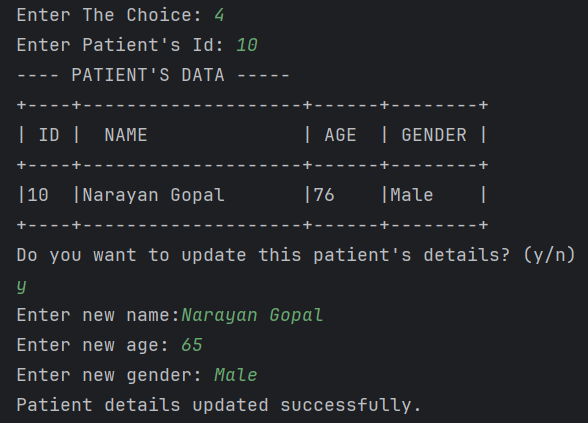 Enter The Choice: 4
Enter Patient's Id: 10
---- PATIENT'S DATA -----
+----+--------------------+------+--------+
| ID |  NAME              | AGE  | GENDER |
+----+--------------------+------+--------+
|10  |Narayan Gopal       |76    |Male    |
+----+--------------------+------+--------+
Do you want to update this patient's details? (y/n)
y
Enter new name:Narayan Gopal
Enter new age: 65
Enter new gender: Male
Patient details updated successfully.